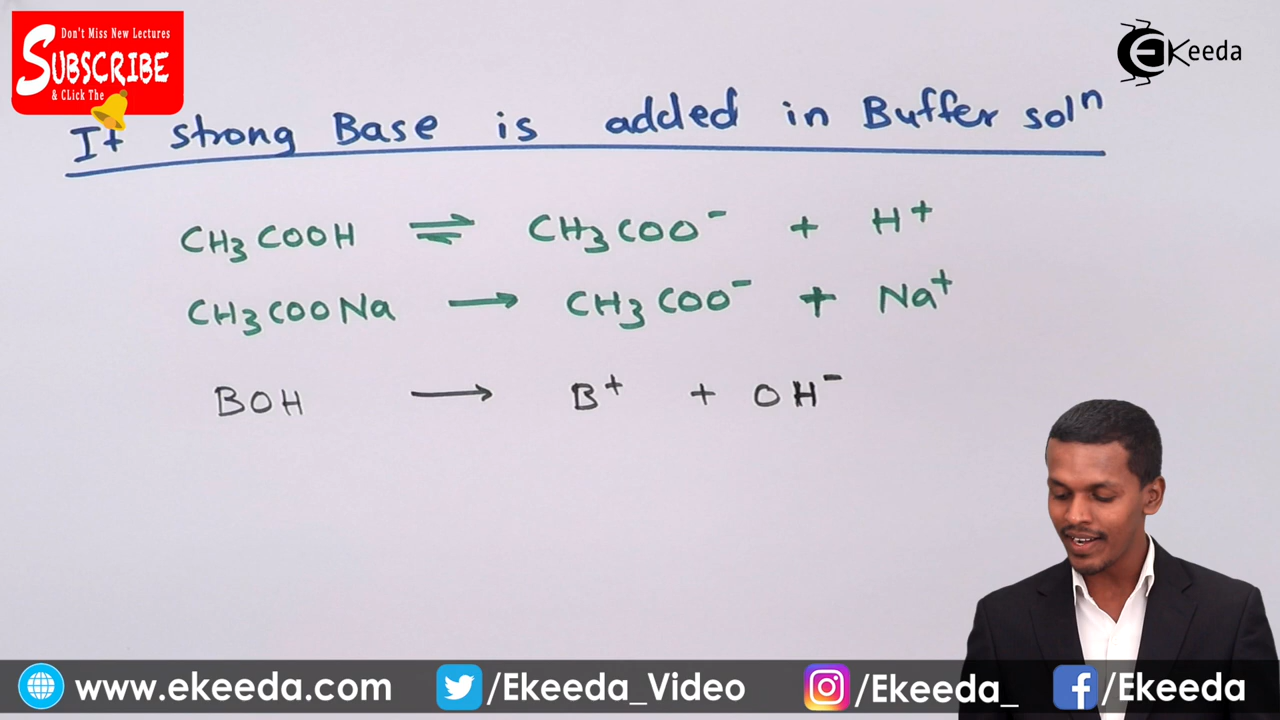 Don't Miss New Lectures
SUBSCRIBE
& CLick The
EKeeda
If strong Base is added in Buffer solⁿ
CH₃COOH ⇌ CH₃COO⁻ + H⁺
CH₃COONa → CH₃COO⁻ + Na⁺
BOH → B⁺ + OH⁻
www.ekeeda.com /Ekeeda_Video /Ekeeda_ /Ekeeda